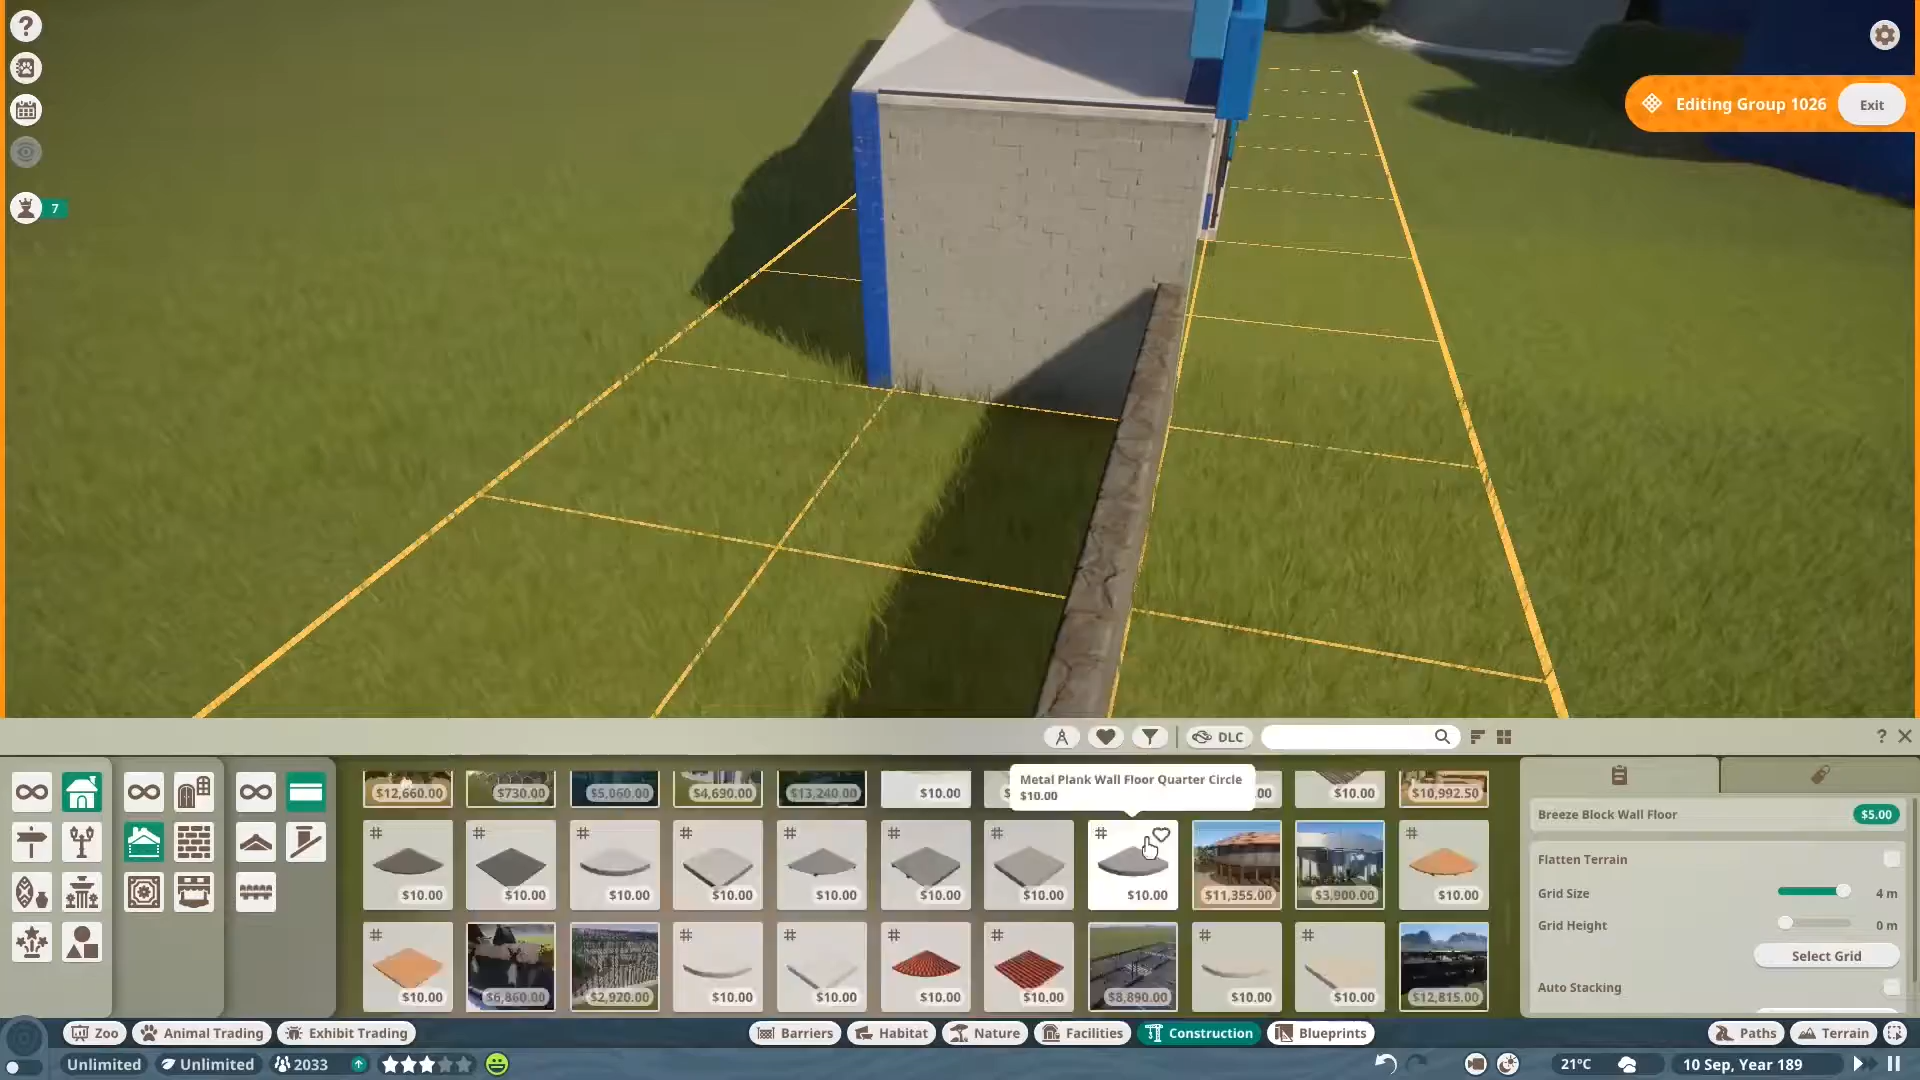 ?
Editing Group 1026
Exit
7
DLC
?
Metal Plank Wall Floor Quarter Circle
$10.00
$12,660.00
$730.00
$5,060.00
$4,690.00
$13,240.00
$10.00
$10.00
$10,992.50
$10.00
$10.00
$10.00
$10.00
$10.00
$10.00
$10.00
$10.00
$11,355.00
$3,900.00
$10.00
$10.00
$6,860.00
$2,920.00
$10.00
$10.00
$10.00
$10.00
$8,890.00
$10.00
$10.00
$12,815.00
Breeze Block Wall Floor
$5.00
Flatten Terrain
Grid Size
4 m
Grid Height
0 m
Select Grid
Auto Stacking
Zoo
Animal Trading
Exhibit Trading
Barriers
Habitat
Nature
Facilities
Construction
Blueprints
Paths
Terrain
Unlimited
Unlimited
2033
21°C
10 Sep, Year 189